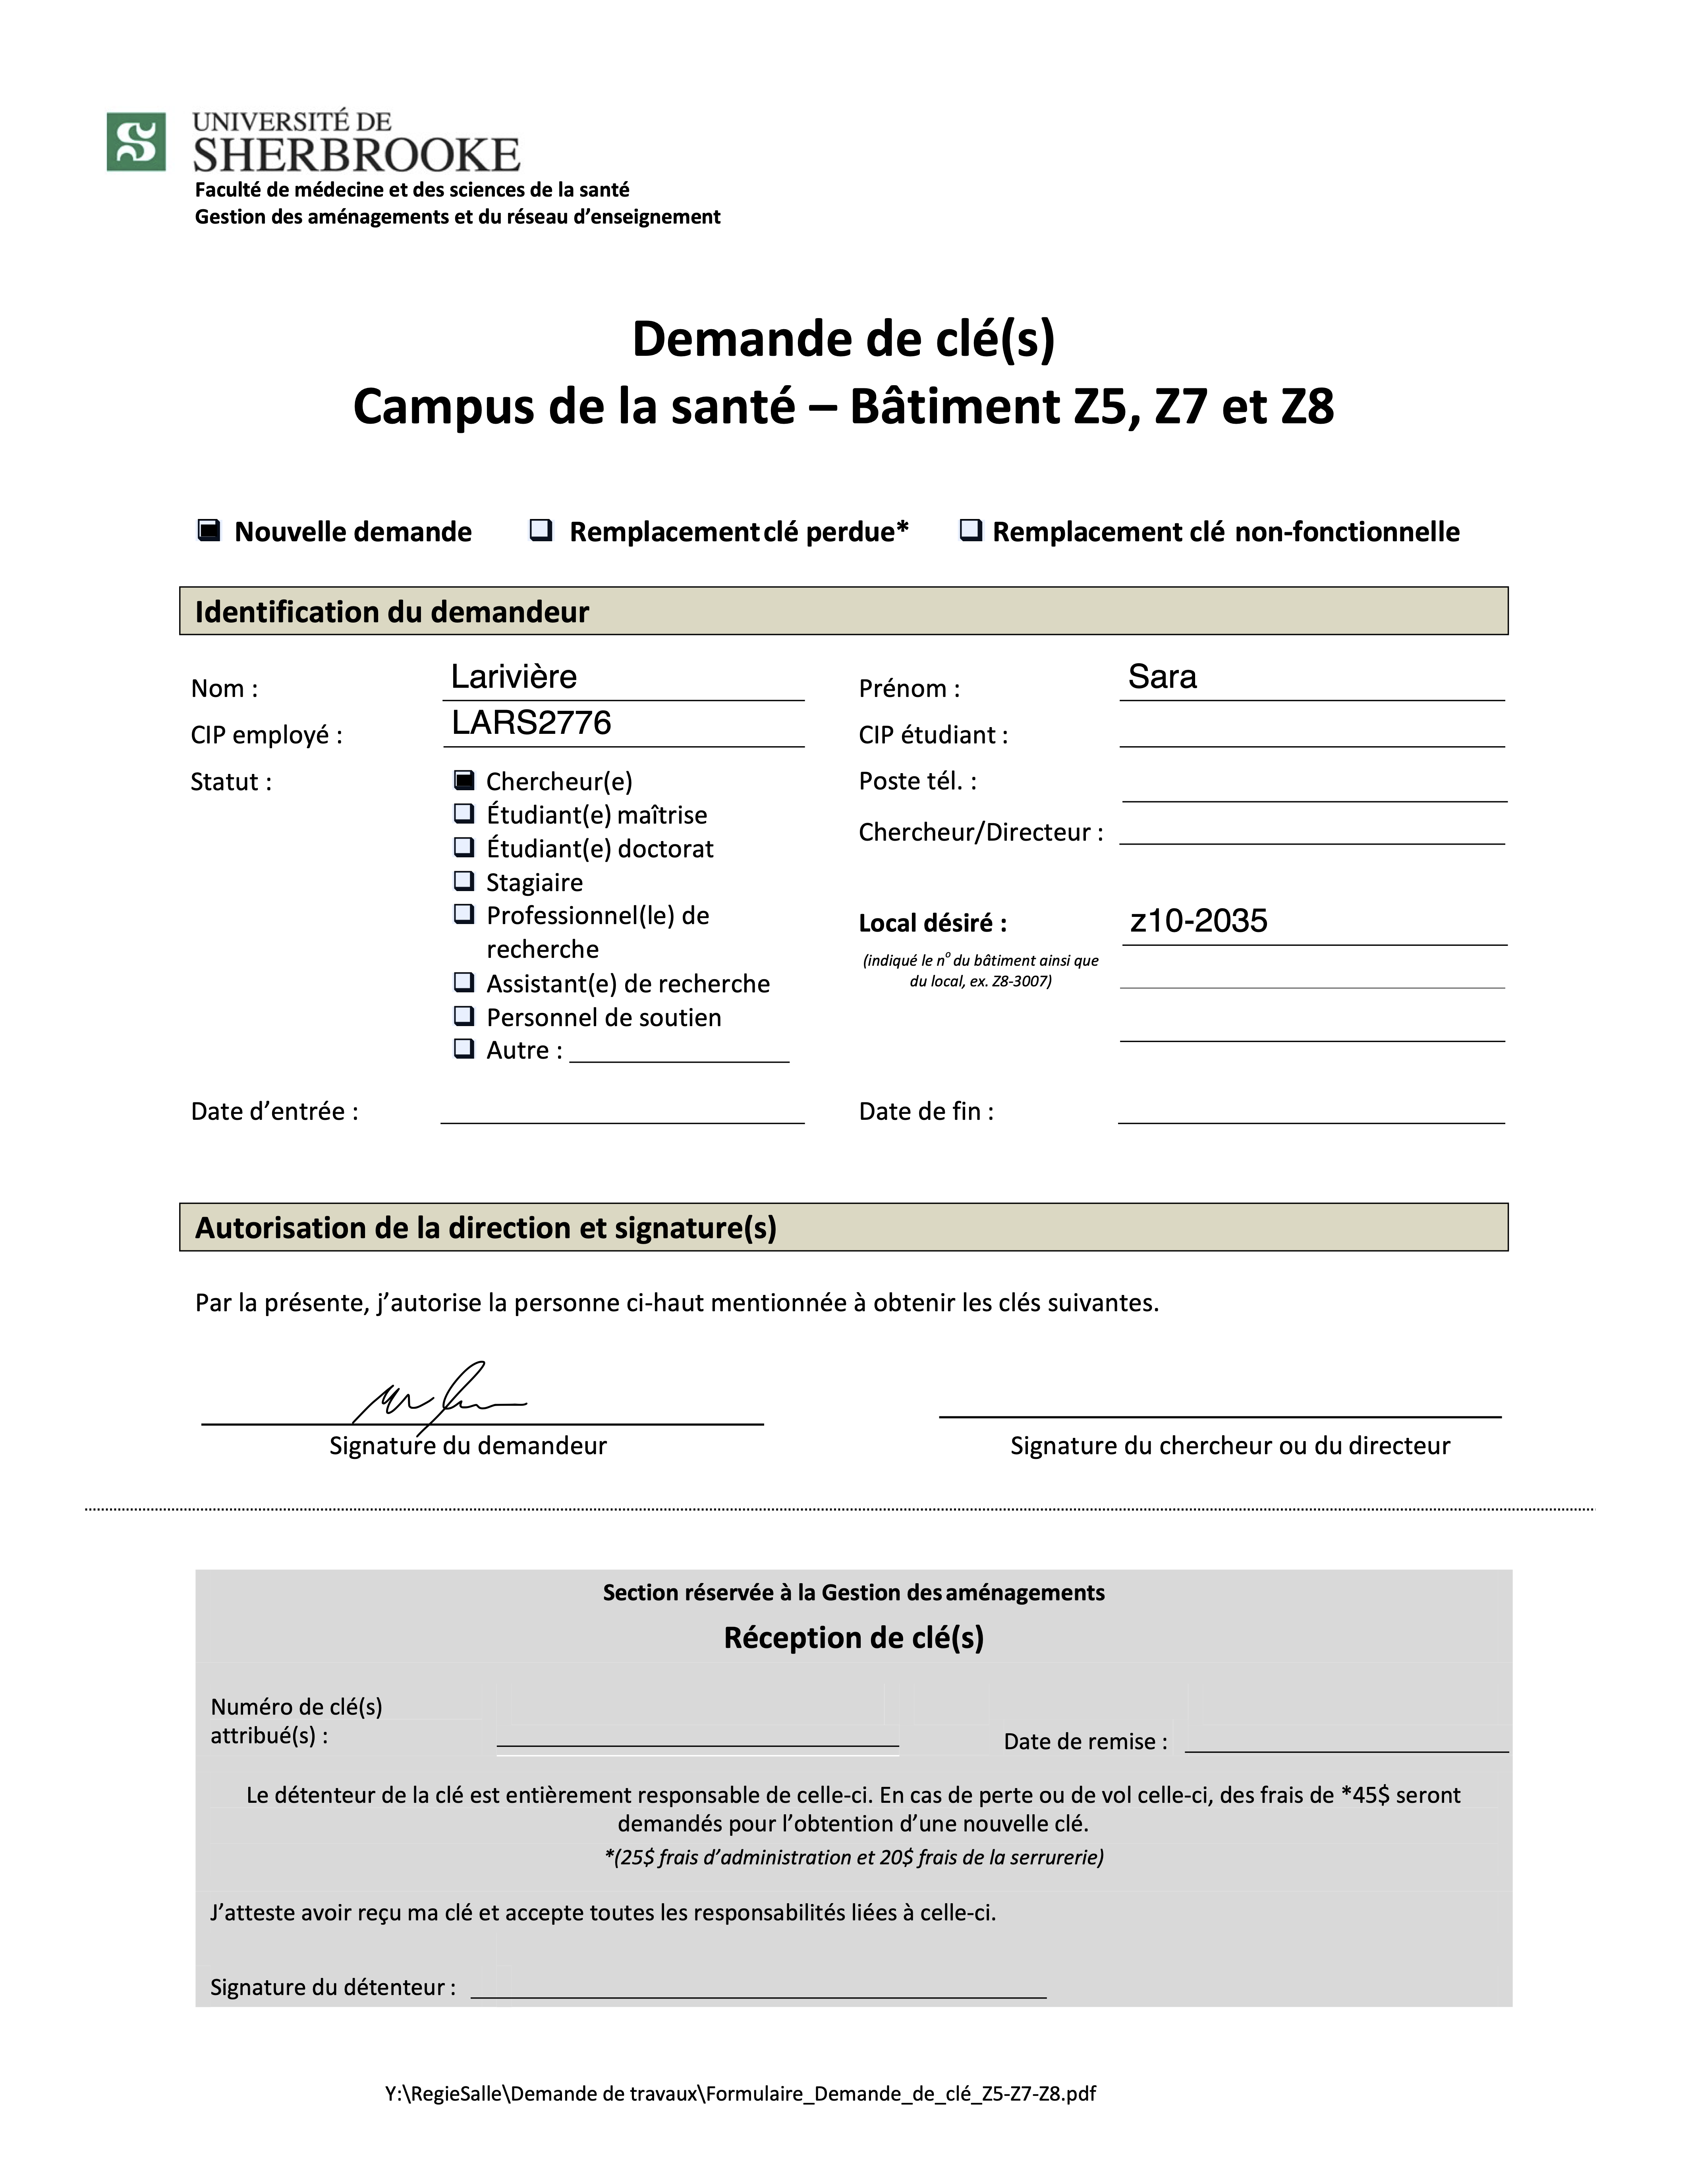 UNIVERSITÉ DE
SHERBROOKE
Faculté de médecine et des sciences de la santé
Gestion des aménagements et du réseau d’enseignement
Demande de clé(s)
Campus de la santé – Bâtiment Z5, Z7 et Z8
Nouvelle demande Remplacement clé perdue* Remplacement clé non-fonctionnelle
Identification du demandeur
Nom : Larivière Prénom : Sara
CIP employé : LARS2776 CIP étudiant :
Statut : Chercheur(e) Poste tél. :
Étudiant(e) maîtrise
Chercheur/Directeur :
Étudiant(e) doctorat
Stagiaire
Professionnel(le) de
recherche
Local désiré : z10-2035
(indiqué le nº du bâtiment ainsi que
du local, ex. Z8-3007)
Assistant(e) de recherche
Personnel de soutien
Autre :
Date d’entrée : Date de fin :
Autorisation de la direction et signature(s)
Par la présente, j’autorise la personne ci-haut mentionnée à obtenir les clés suivantes.
Signature du demandeur Signature du chercheur ou du directeur
Section réservée à la Gestion des aménagements
Réception de clé(s)
Numéro de clé(s)
attribué(s) : Date de remise :
Le détenteur de la clé est entièrement responsable de celle-ci. En cas de perte ou de vol celle-ci, des frais de *45$ seront
demandés pour l’obtention d’une nouvelle clé.
*(25$ frais d’administration et 20$ frais de la serrurerie)
J’atteste avoir reçu ma clé et accepte toutes les responsabilités liées à celle-ci.
Signature du détenteur :
Y:\RegieSalle\Demande de travaux\Formulaire_Demande_de_clé_Z5-Z7-Z8.pdf